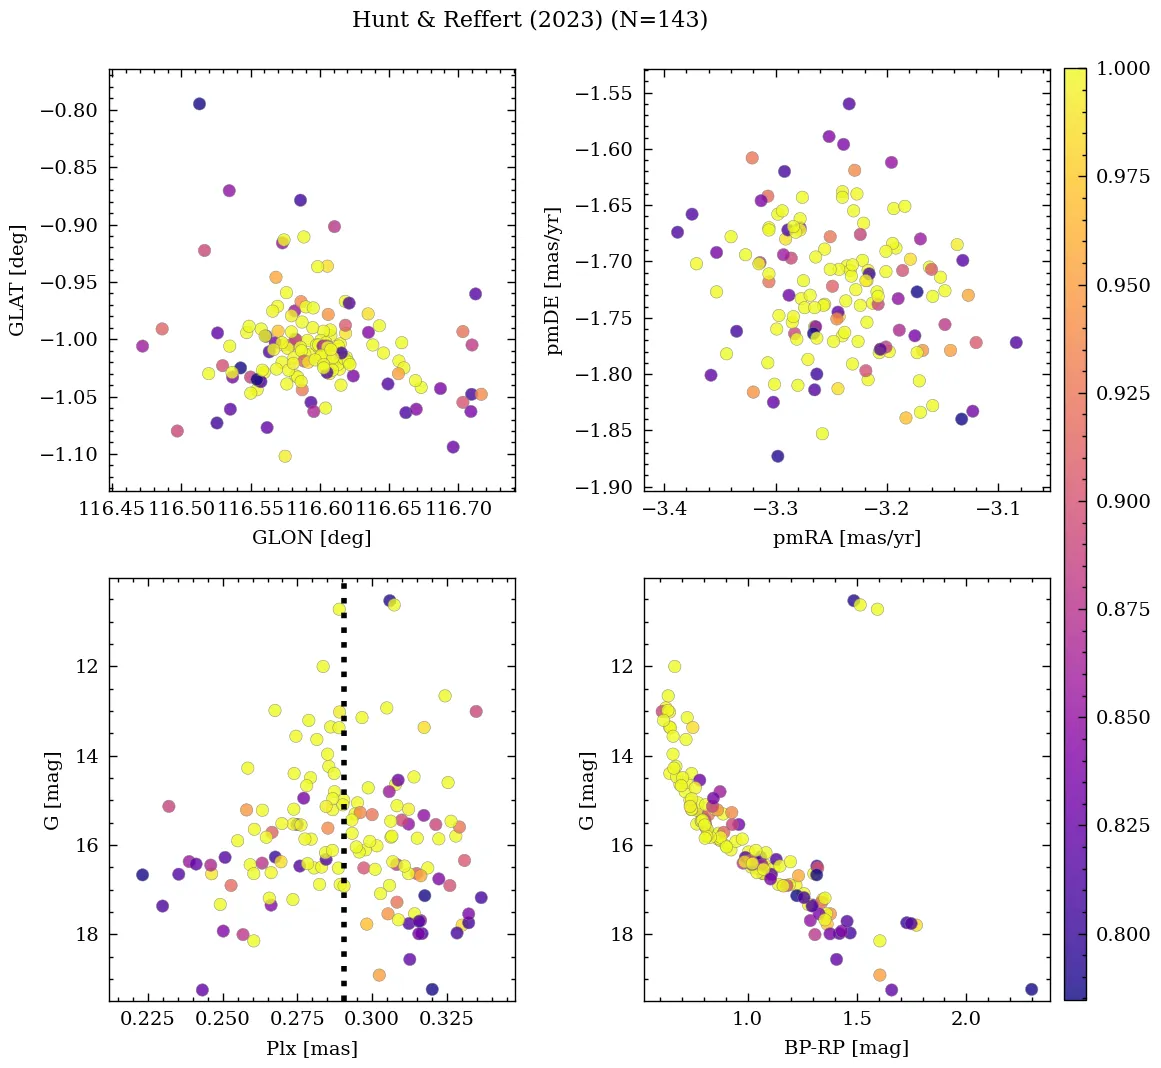 Hunt & Reffert (2023) (N=143)
−0.80
−0.85
−0.90
−0.95
−1.00
−1.05
−1.10
GLAT [deg]
116.45 116.50 116.55 116.60 116.65 116.70
GLON [deg]
−1.55
−1.60
−1.65
−1.70
−1.75
−1.80
−1.85
−1.90
pmDE [mas/yr]
−3.4 −3.3 −3.2 −3.1
pmRA [mas/yr]
12
14
16
18
G [mag]
0.225 0.250 0.275 0.300 0.325
Plx [mas]
12
14
16
18
G [mag]
1.0 1.5 2.0
BP-RP [mag]
1.000
0.975
0.950
0.925
0.900
0.875
0.850
0.825
0.800